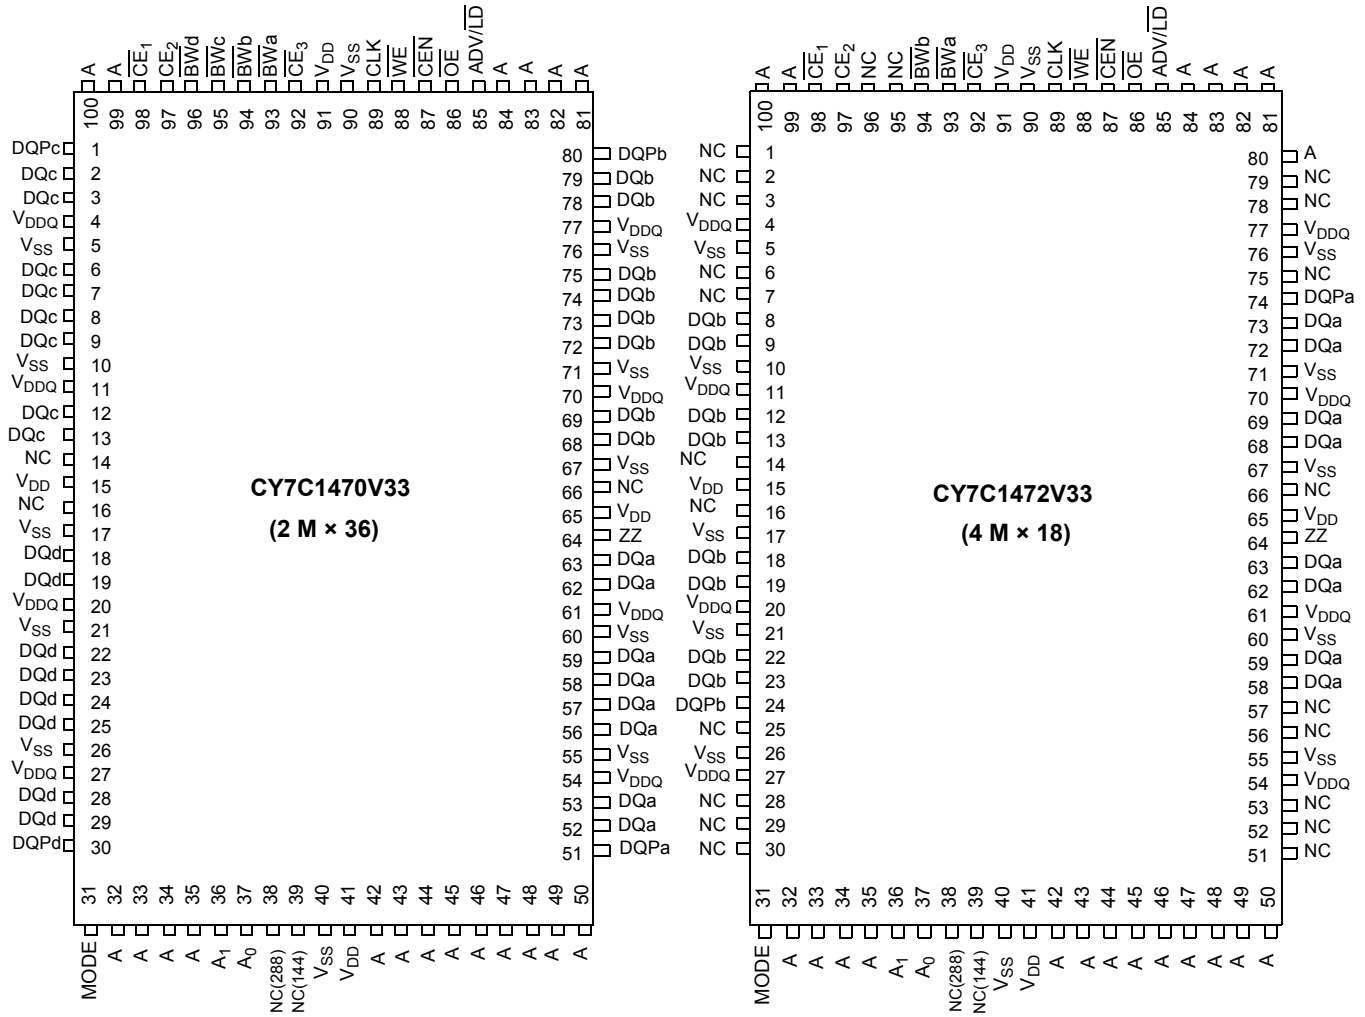 A A CE1 CE2 BWd BWc BWb BWa CE3 VDD VSS CLK WE CEN OE ADV/LD A A A A
100 99 98 97 96 95 94 93 92 91 90 89 88 87 86 85 84 83 82 81
DQPc 1
DQc 2
DQc 3
VDDQ 4
VSS 5
DQc 6
DQc 7
DQc 8
DQc 9
VSS 10
VDDQ 11
DQc 12
DQc 13
NC 14
VDD 15
NC 16
VSS 17
DQd 18
DQd 19
VDDQ 20
VSS 21
DQd 22
DQd 23
DQd 24
DQd 25
VSS 26
VDDQ 27
DQd 28
DQd 29
DQPd 30
CY7C1470V33
(2 M × 36)
80 DQPb
79 DQb
78 DQb
77 VDDQ
76 VSS
75 DQb
74 DQb
73 DQb
72 DQb
71 VSS
70 VDDQ
69 DQb
68 DQb
67 VSS
66 NC
65 VDD
64 ZZ
63 DQa
62 DQa
61 VDDQ
60 VSS
59 DQa
58 DQa
57 DQa
56 DQa
55 VSS
54 VDDQ
53 DQa
52 DQa
51 DQPa
31 32 33 34 35 36 37 38 39 40 41 42 43 44 45 46 47 48 49 50
MODE A A A A A1 A0 NC(288) NC(144) VSS VDD A A A A A A A A A
A A CE1 CE2 NC NC BWb BWa CE3 VDD VSS CLK WE CEN OE ADV/LD A A A A
100 99 98 97 96 95 94 93 92 91 90 89 88 87 86 85 84 83 82 81
NC 1
NC 2
NC 3
VDDQ 4
VSS 5
NC 6
NC 7
DQb 8
DQb 9
VSS 10
VDDQ 11
DQb 12
DQb 13
NC 14
VDD 15
NC 16
VSS 17
DQb 18
DQb 19
VDDQ 20
VSS 21
DQb 22
DQb 23
DQPb 24
NC 25
VSS 26
VDDQ 27
NC 28
NC 29
NC 30
CY7C1472V33
(4 M × 18)
80 A
79 NC
78 NC
77 VDDQ
76 VSS
75 NC
74 DQPa
73 DQa
72 DQa
71 VSS
70 VDDQ
69 DQa
68 DQa
67 VSS
66 NC
65 VDD
64 ZZ
63 DQa
62 DQa
61 VDDQ
60 VSS
59 DQa
58 DQa
57 NC
56 NC
55 VSS
54 VDDQ
53 NC
52 NC
51 NC
31 32 33 34 35 36 37 38 39 40 41 42 43 44 45 46 47 48 49 50
MODE A A A A A1 A0 NC(288) NC(144) VSS VDD A A A A A A A A A